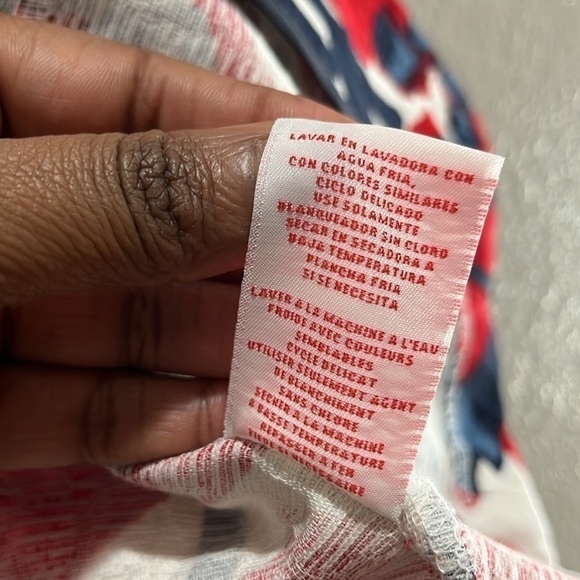 LAVAR EN LAVADORA CON
AGUA FRIA,
CON COLORES SIMILARES
CICLO DELICADO
USE SOLAMENTE
BLANQUEADOR SIN CLORO
SECAR EN SECADORA A
BAJA TEMPERATURA
PLANCHA FRIA
SI SE NECESITA
LAVER A LA MACHINE A L'EAU
FROIDE AVEC COULEURS
SIMBLABLES
CYCLE DELICAT
UTILISER SEULEMENT AGENT
DE BLANCHIMENT
SANS CHLORE
SECHER A LA MACHINE
A BASSE TEMPERATURE
REPASSER A FER